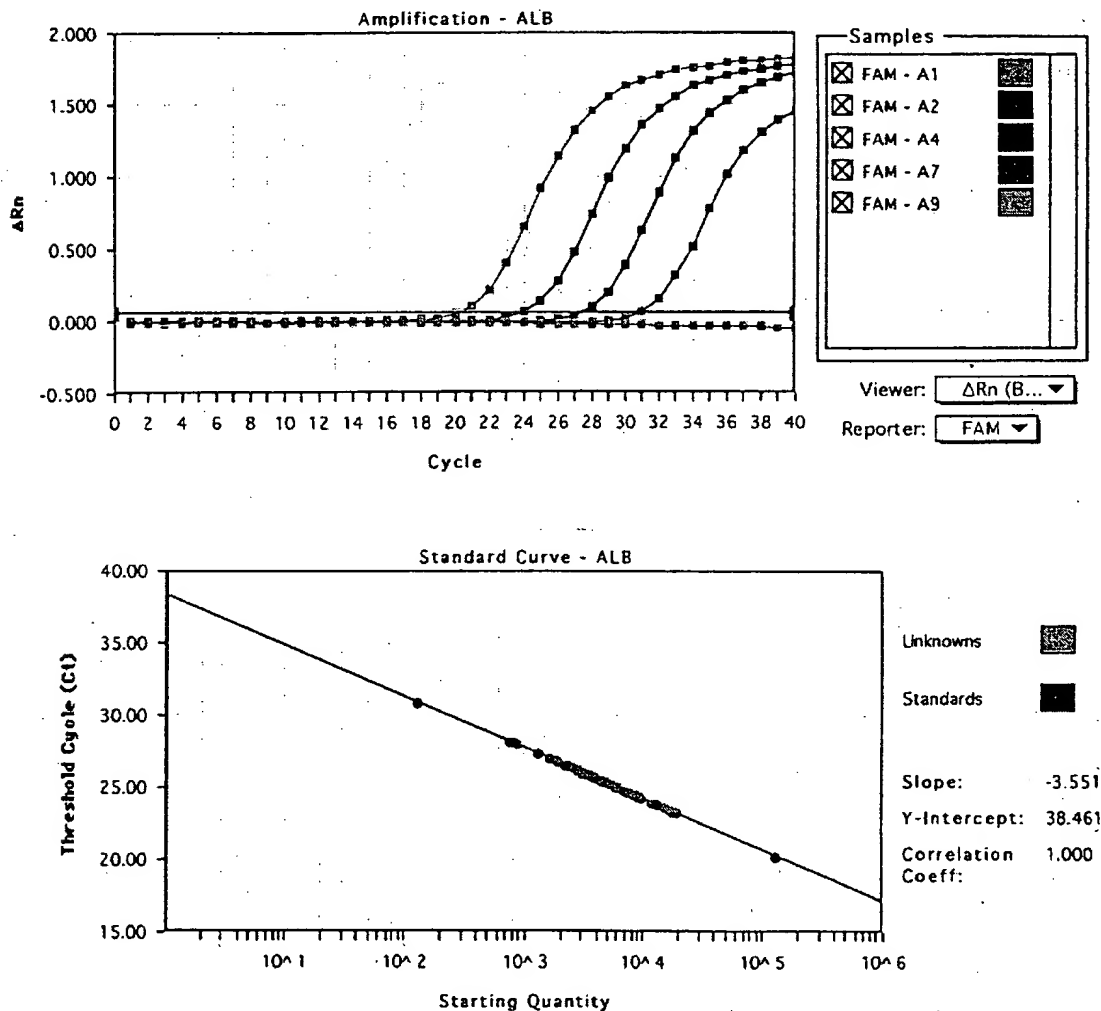 Amplification - ALB
2.000
1.500
1.000
0.500
0.000
-0.500
ΔRn
0 2 4 6 8 10 12 14 16 18 20 22 24 26 28 30 32 34 36 38 40
Cycle
Samples
FAM - A1
FAM - A2
FAM - A4
FAM - A7
FAM - A9
Viewer: ΔRn (B... ▼
Reporter: FAM ▼
Standard Curve - ALB
40.00
35.00
30.00
25.00
20.00
15.00
Threshold Cycle (Ct)
10^1 10^2 10^3 10^4 10^5 10^6
Starting Quantity
Unknowns
Standards
Slope: -3.551
Y-Intercept: 38.461
Correlation 1.000
Coeff: